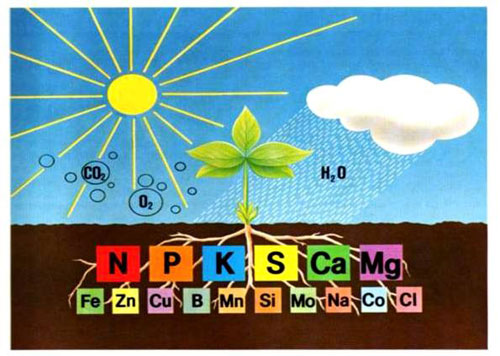 CO₂
O₂
H₂O
N P K S Ca Mg
Fe Zn Cu B Mn Si Mo Na Co Cl